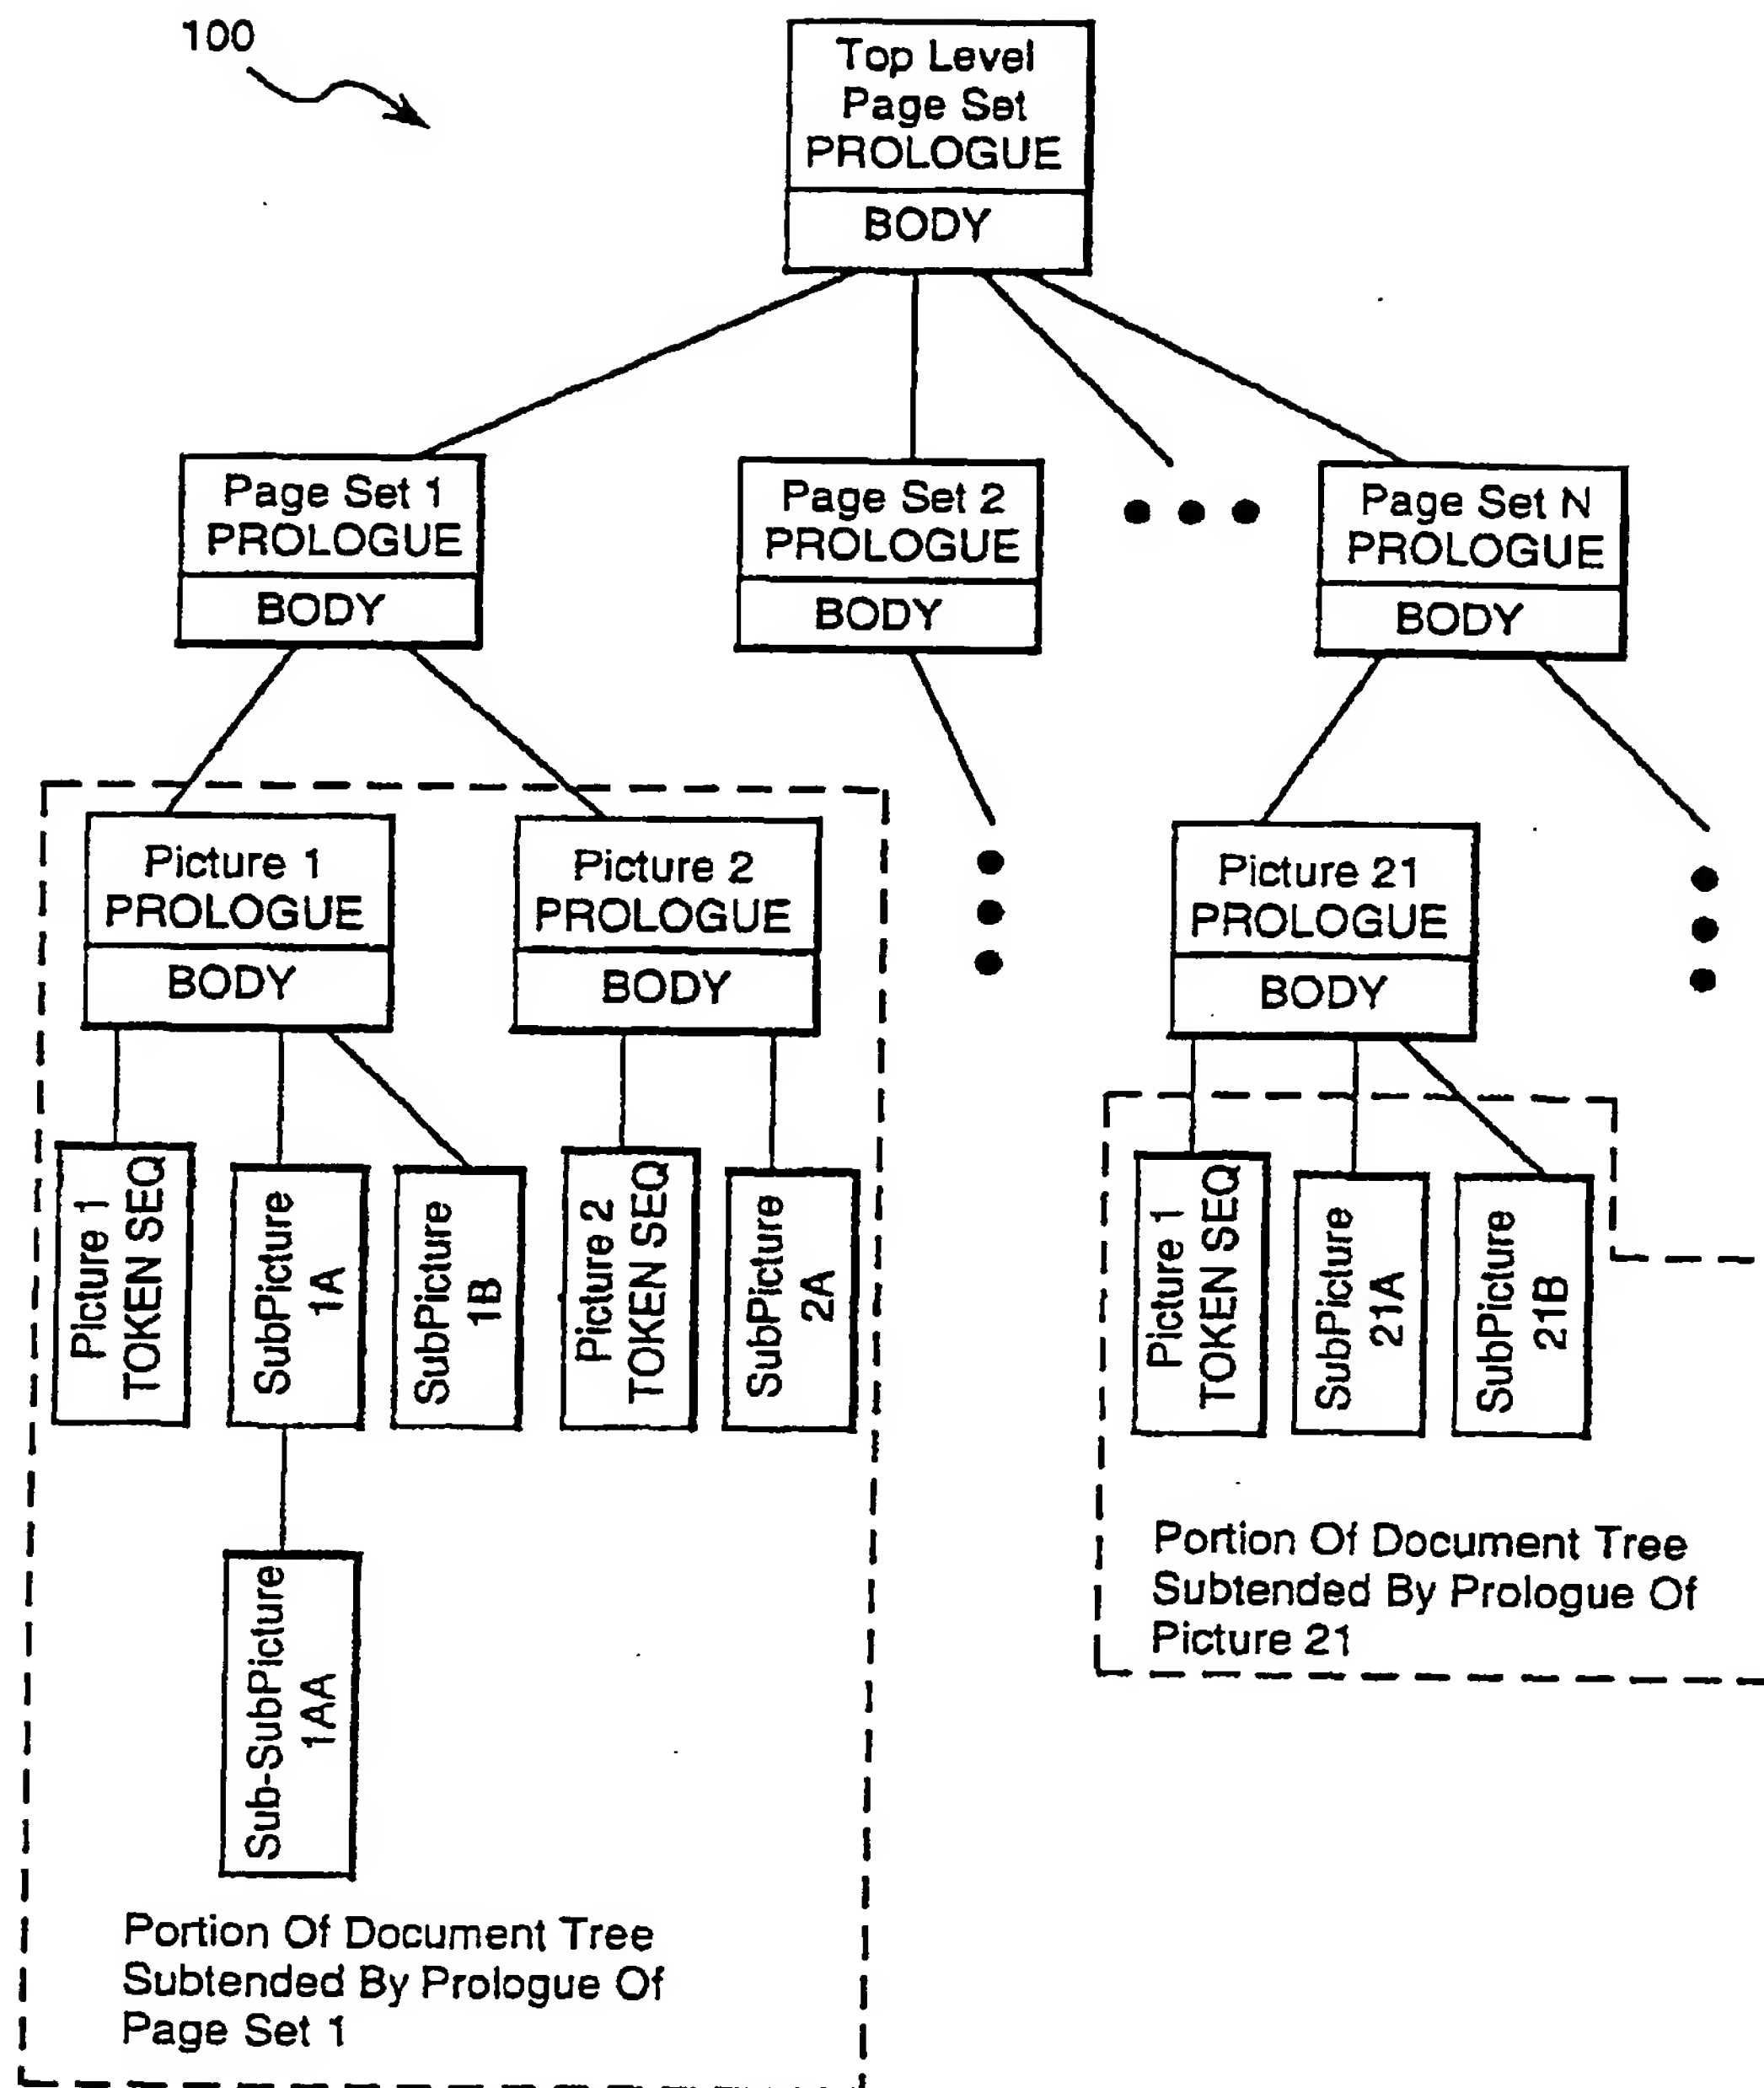 100
Top Level
Page Set
PROLOGUE
BODY
Page Set 1
PROLOGUE
BODY
Page Set 2
PROLOGUE
BODY
Page Set N
PROLOGUE
BODY
Picture 1
PROLOGUE
BODY
Picture 2
PROLOGUE
BODY
Picture 21
PROLOGUE
BODY
Picture 1
TOKEN SEQ
SubPicture
1A
SubPicture
1B
Picture 2
TOKEN SEQ
SubPicture
2A
Picture 1
TOKEN SEQ
SubPicture
21A
SubPicture
21B
Sub-SubPicture
1AA
Portion Of Document Tree
Subtended By Prologue Of
Picture 21
Portion Of Document Tree
Subtended By Prologue Of
Page Set 1